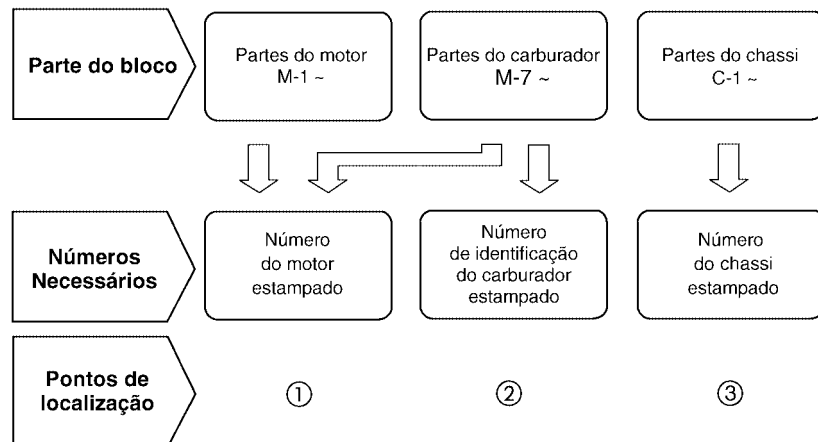 Parte do bloco
Partes do motor
M-1 ~
Partes do carburador
M-7 ~
Partes do chassi
C-1 ~
Números
Necessários
Número
do motor
estampado
Número
de identificação
do carburador
estampado
Número
do chassi
estampado
Pontos de
localização
①
②
③